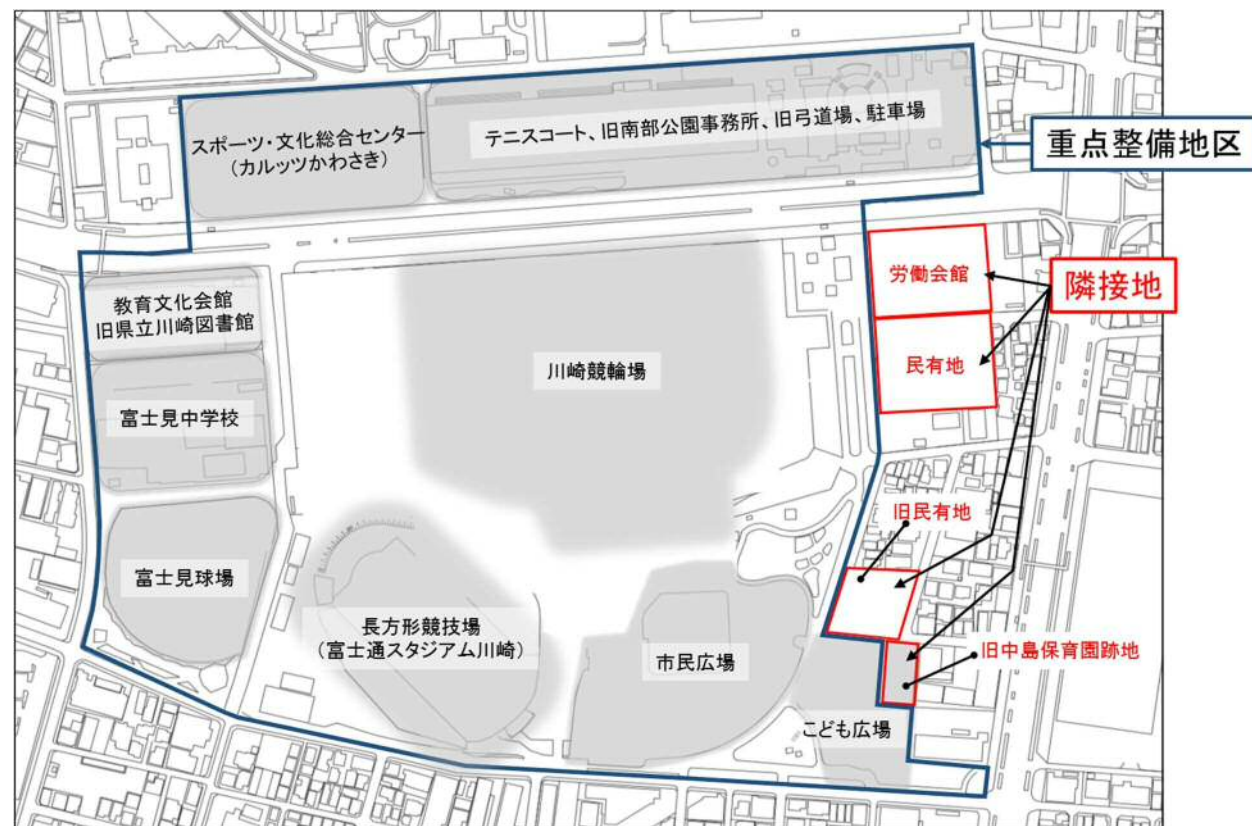 スポーツ・文化総合センター
(カルッツかわさき)
テニスコート、旧南部公園事務所、旧弓道場、駐車場
重点整備地区
労働会館
隣接地
教育文化会館
旧県立川崎図書館
民有地
川崎競輪場
富士見中学校
旧民有地
富士見球場
長方形競技場
(富士通スタジアム川崎)
市民広場
旧中島保育園跡地
こども広場